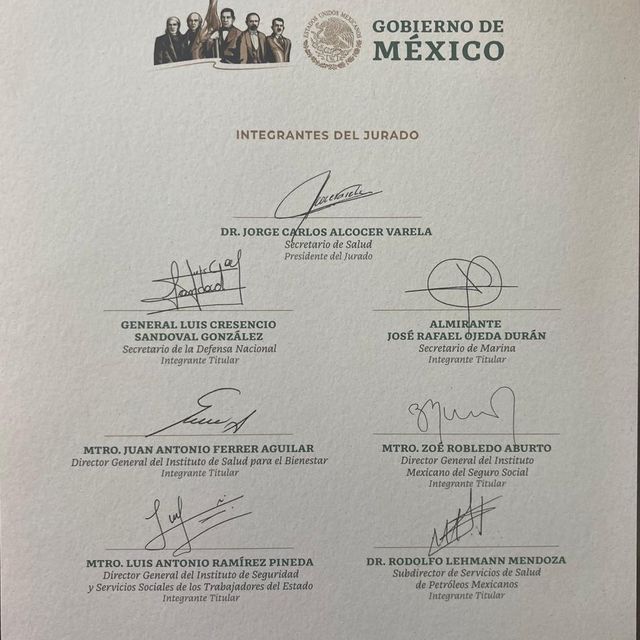 GOBIERNO DE
MÉXICO
ESTADOS UNIDOS MEXICANOS
INTEGRANTES DEL JURADO
DR. JORGE CARLOS ALCOCER VARELA
Secretario de Salud
Presidente del Jurado
GENERAL LUIS CRESENCIO
SANDOVAL GONZÁLEZ
Secretario de la Defensa Nacional
Integrante Titular
ALMIRANTE
JOSÉ RAFAEL OJEDA DURÁN
Secretario de Marina
Integrante Titular
MTRO. JUAN ANTONIO FERRER AGUILAR
Director General del Instituto de Salud para el Bienestar
Integrante Titular
MTRO. ZOÉ ROBLEDO ABURTO
Director General del Instituto
Mexicano del Seguro Social
Integrante Titular
MTRO. LUIS ANTONIO RAMÍREZ PINEDA
Director General del Instituto de Seguridad
y Servicios Sociales de los Trabajadores del Estado
Integrante Titular
DR. RODOLFO LEHMANN MENDOZA
Subdirector de Servicios de Salud
de Petróleos Mexicanos
Integrante Titular